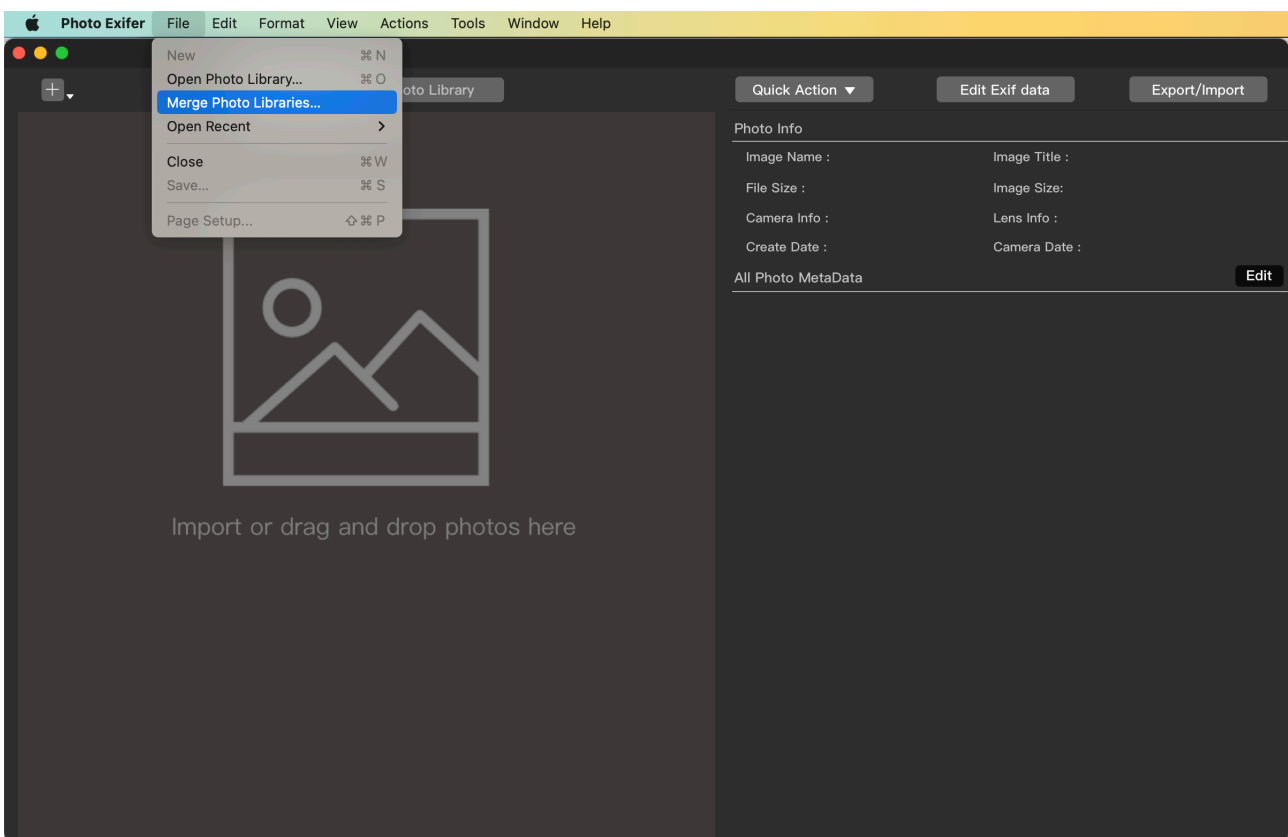 Photo Exifer File Edit Format View Actions Tools Window Help
New ⌘ N
Open Photo Library... ⌘ O
Merge Photo Libraries...
Open Recent
Close ⌘ W
Save... ⌘ S
Page Setup... ⇧ ⌘ P
Library
Quick Action ▼ Edit Exif data Export/Import
Photo Info
Image Name : Image Title :
File Size : Image Size:
Camera Info : Lens Info :
Create Date : Camera Date :
All Photo MetaData Edit
Import or drag and drop photos here